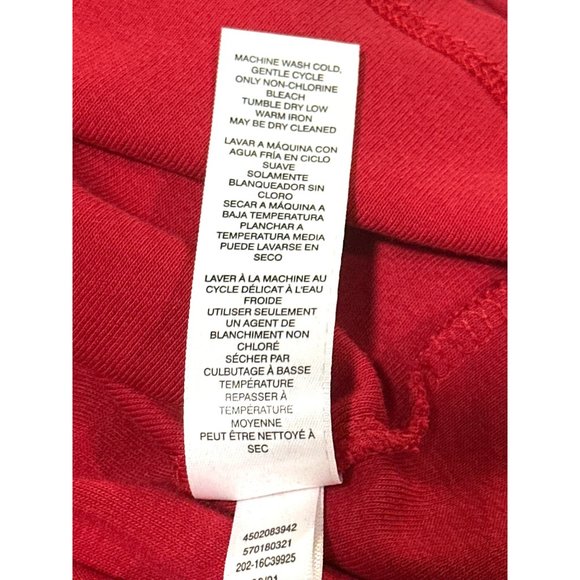 MACHINE WASH COLD,
GENTLE CYCLE
ONLY NON-CHLORINE
BLEACH
TUMBLE DRY LOW
WARM IRON
MAY BE DRY CLEANED
LAVAR A MÁQUINA CON
AGUA FRÍA EN CICLO
SUAVE
SOLAMENTE
BLANQUEADOR SIN
CLORO
SECAR A MÁQUINA A
BAJA TEMPERATURA
PLANCHAR A
TEMPERATURA MEDIA
PUEDE LAVARSE EN
SECO
LAVER À LA MACHINE AU
CYCLE DÉLICAT À L'EAU
FROIDE
UTILISER SEULEMENT
UN AGENT DE
BLANCHIMENT NON
CHLORÉ
SÉCHER PAR
CULBUTAGE À BASSE
TEMPÉRATURE
REPASSER À
TEMPÉRATURE
MOYENNE
PEUT ÊTRE NETTOYÉ À
SEC
4502083942
570180321
202-16C39925